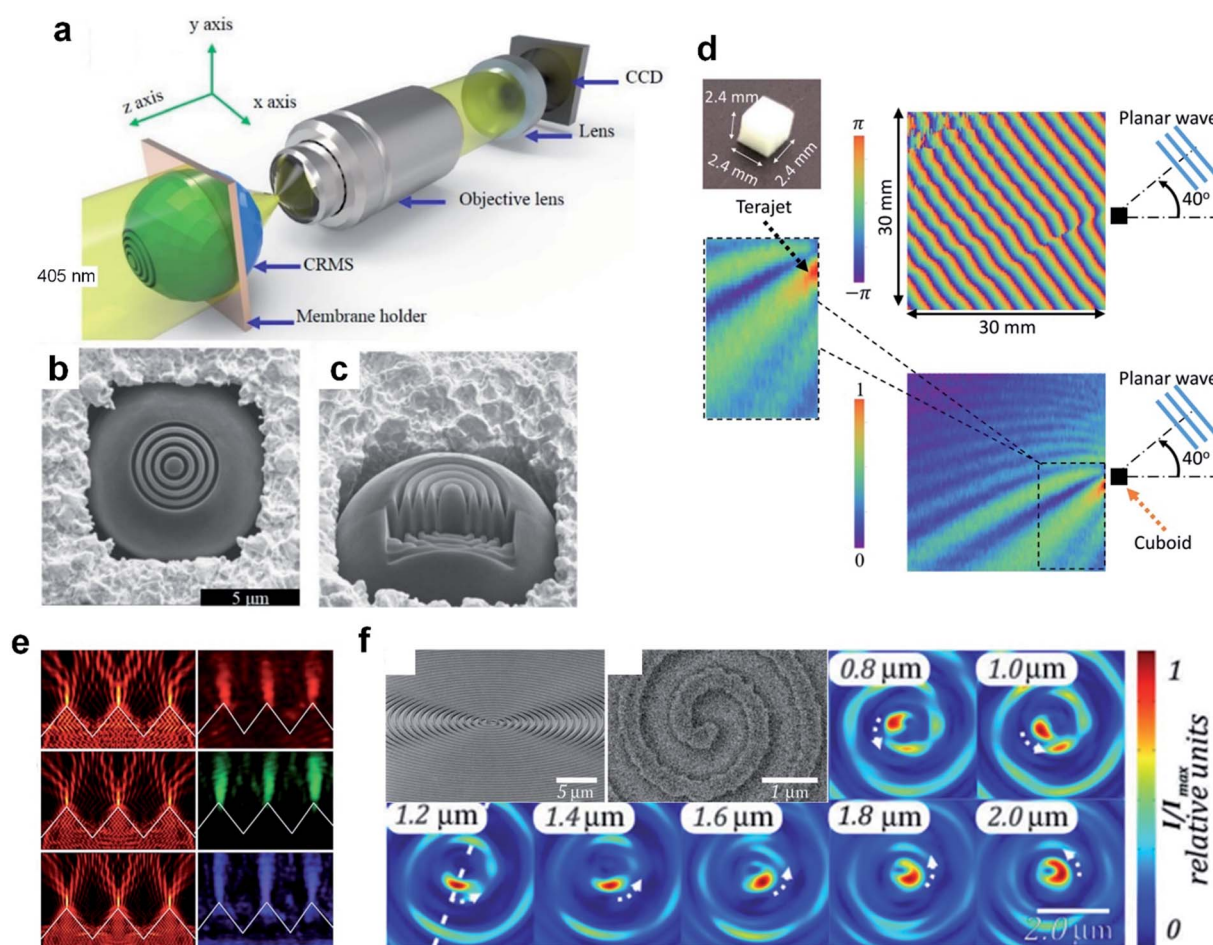 a
y axis
z axis
x axis
CCD
Lens
Objective lens
CRMS
405 nm
Membrane holder
b
5 μm
c
d
2.4 mm
2.4 mm
2.4 mm
Terajet
π
−π
30 mm
30 mm
Planar wave
40º
1
0
Planar wave
40º
Cuboid
e
f
5 μm
1 μm
0.8 μm
1.0 μm
1.2 μm
1.4 μm
1.6 μm
1.8 μm
2.0 μm
2.0 μm
1
0
I/Imax
relative units